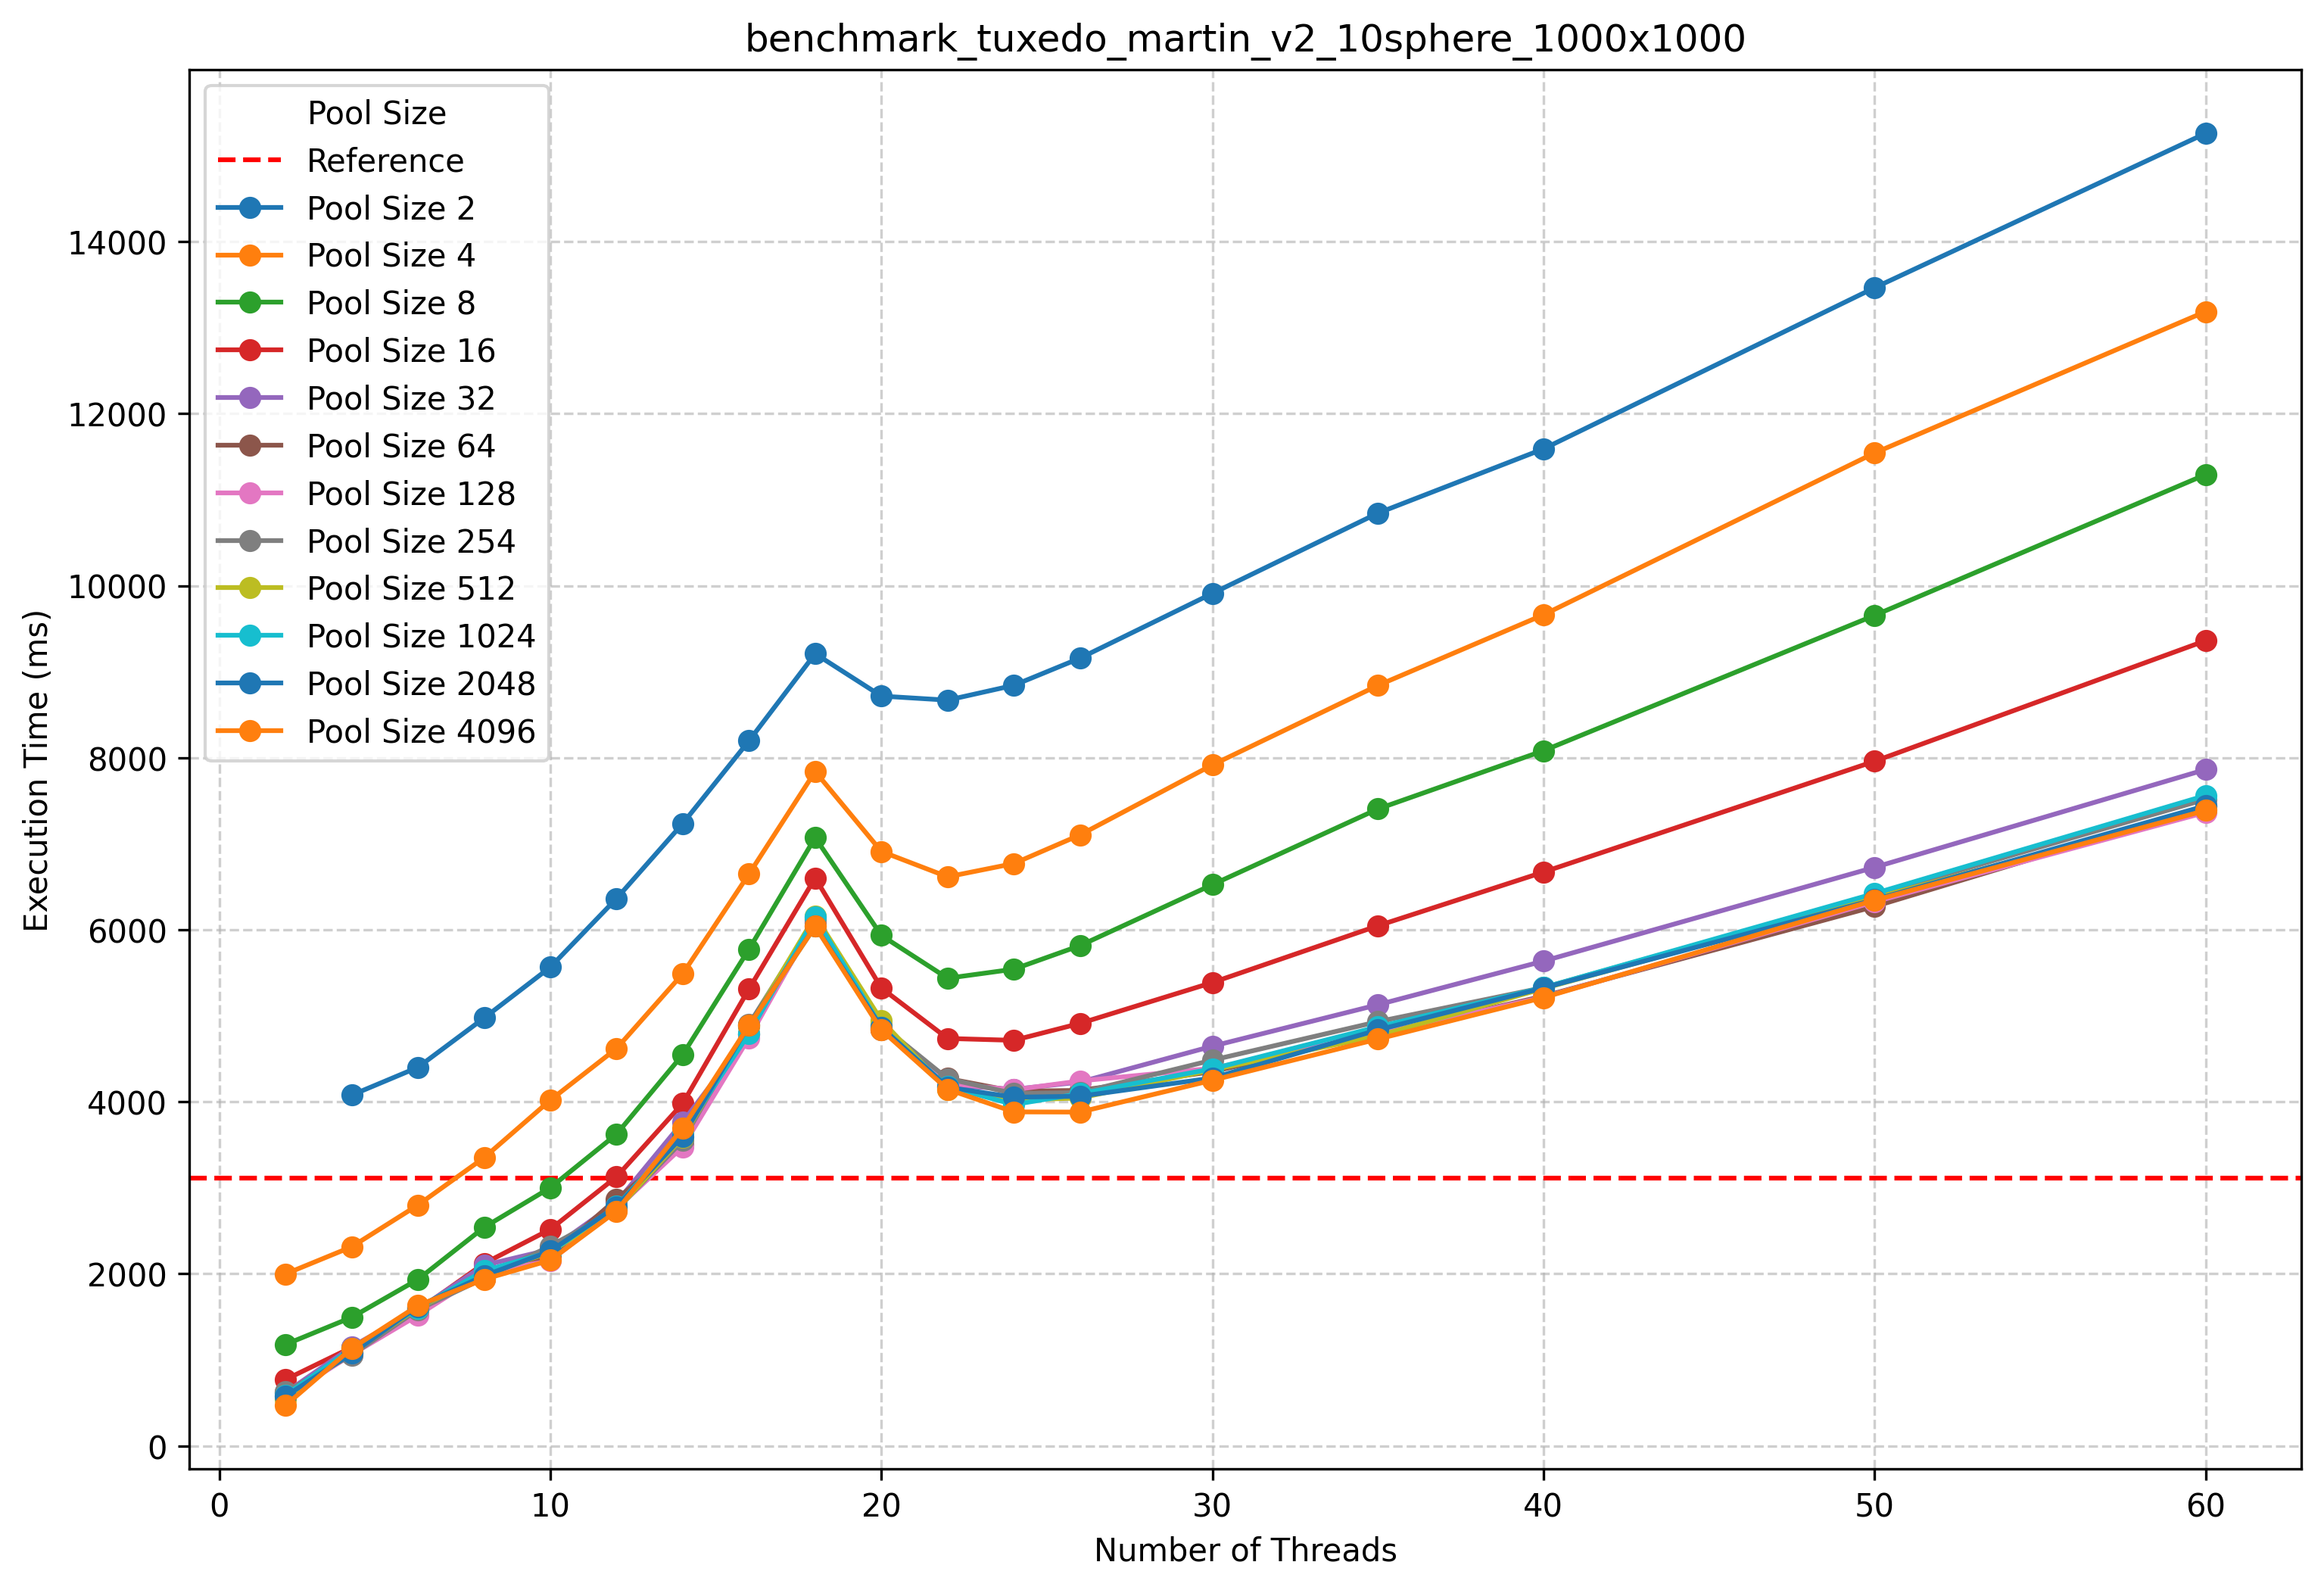 benchmark_tuxedo_martin_v2_10sphere_1000x1000
Pool Size
Reference
Pool Size 2
Pool Size 4
Pool Size 8
Pool Size 16
Pool Size 32
Pool Size 64
Pool Size 128
Pool Size 254
Pool Size 512
Pool Size 1024
Pool Size 2048
Pool Size 4096
Execution Time (ms)
14000
12000
10000
8000
6000
4000
2000
0
0 10 20 30 40 50 60
Number of Threads